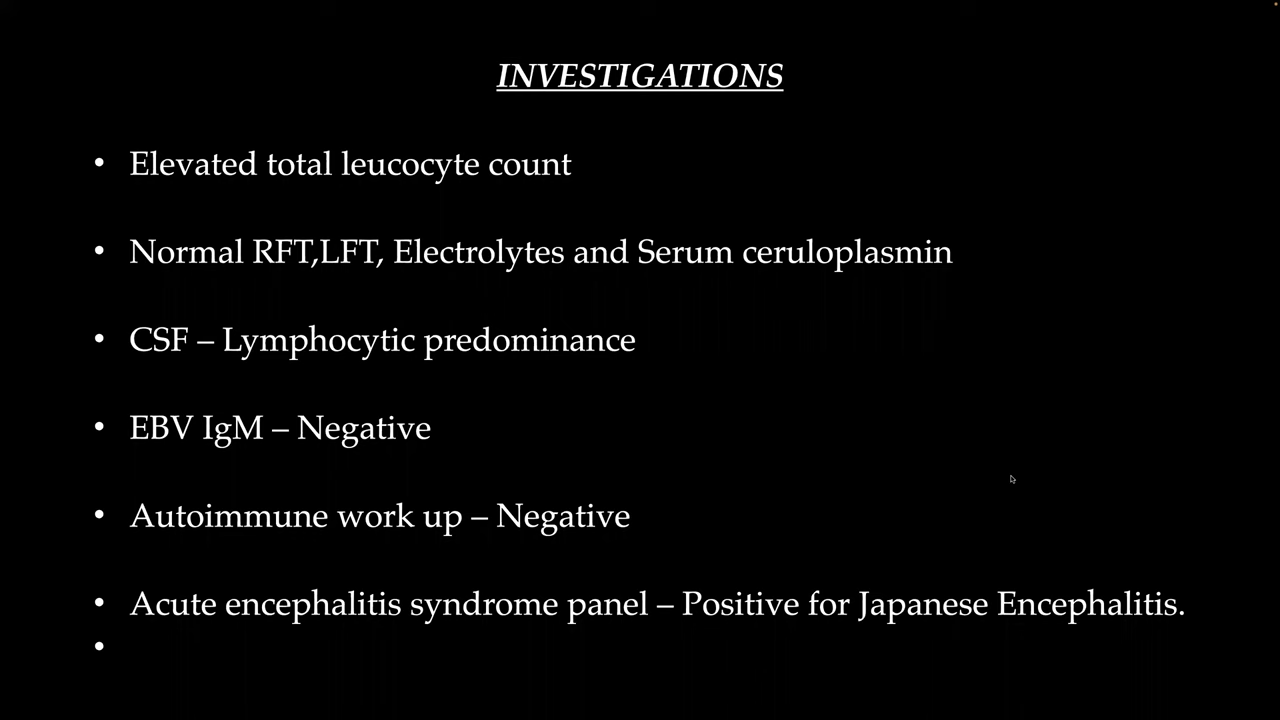 INVESTIGATIONS
• Elevated total leucocyte count
• Normal RFT,LFT, Electrolytes and Serum ceruloplasmin
• CSF – Lymphocytic predominance
• EBV IgM – Negative
• Autoimmune work up – Negative
• Acute encephalitis syndrome panel – Positive for Japanese Encephalitis.
•